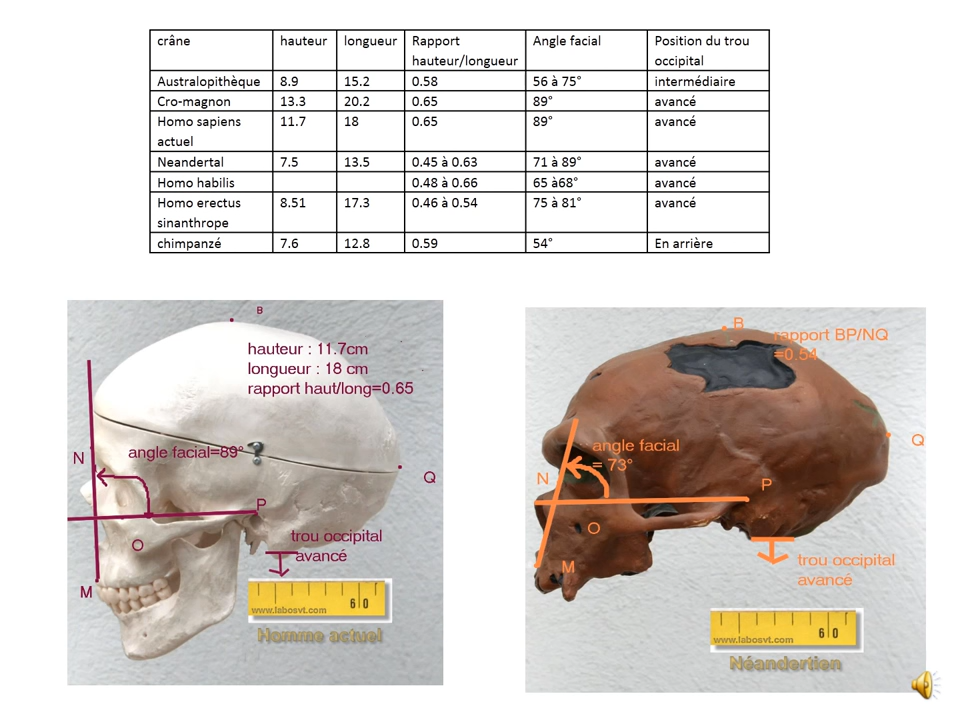 crâne hauteur longueur Rapport hauteur/longueur Angle facial Position du trou occipital
Australopithèque 8.9 15.2 0.58 56 à 75° intermédiaire
Cro-magnon 13.3 20.2 0.65 89° avancé
Homo sapiens actuel 11.7 18 0.65 89° avancé
Neandertal 7.5 13.5 0.45 à 0.63 71 à 89° avancé
Homo habilis 0.48 à 0.66 65 à68° avancé
Homo erectus sinanthrope 8.51 17.3 0.46 à 0.54 75 à 81° avancé
chimpanzé 7.6 12.8 0.59 54° En arrière
B
hauteur : 11.7cm
longueur : 18 cm
rapport haut/long=0.65
angle facial=89°
N
Q
P
O
trou occipital
avancé
M
www.labosvt.com 6 0
Homme actuel
B
rapport BP/NQ
=0.54
Q
angle facial
= 73°
N
P
O
M
trou occipital
avancé
www.labosvt.com 6 0
Néandertien